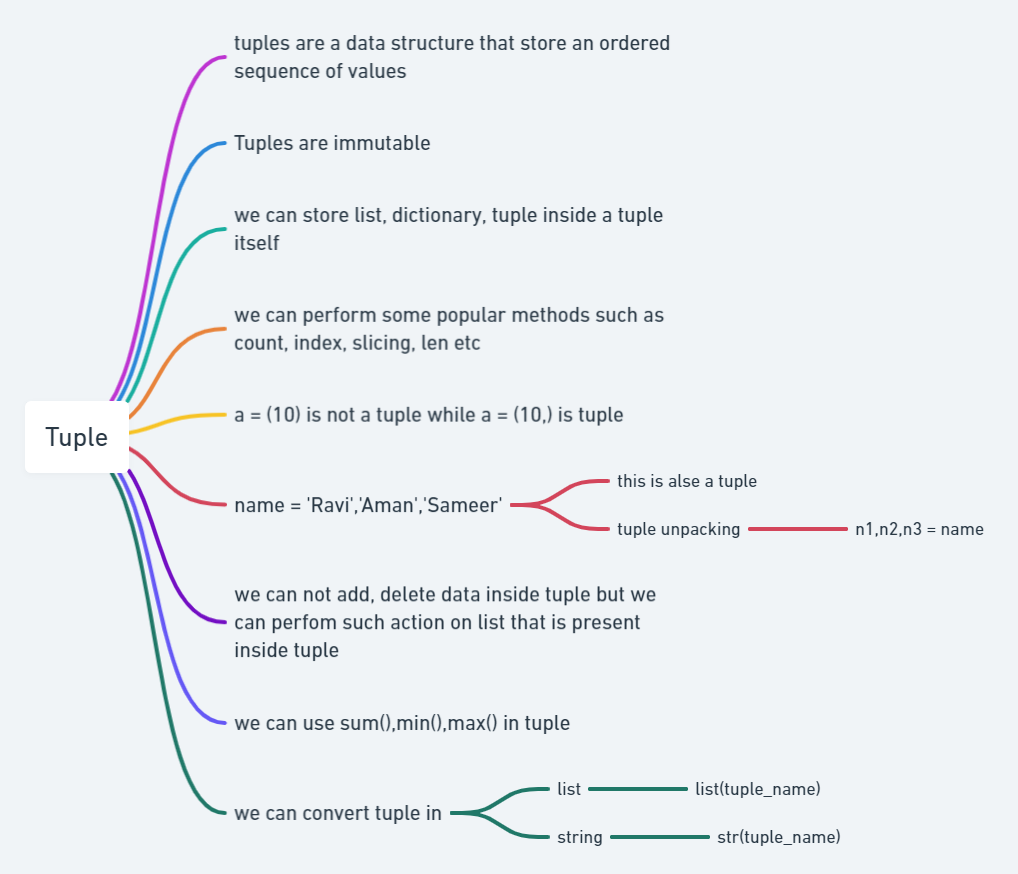 tuples are a data structure that store an ordered
sequence of values
Tuples are immutable
we can store list, dictionary, tuple inside a tuple
itself
we can perform some popular methods such as
count, index, slicing, len etc
Tuple
a = (10) is not a tuple while a = (10,) is tuple
name = 'Ravi','Aman','Sameer'
this is alse a tuple
tuple unpacking
n1,n2,n3 = name
we can not add, delete data inside tuple but we
can perfom such action on list that is present
inside tuple
we can use sum(),min(),max() in tuple
we can convert tuple in
list
list(tuple_name)
string
str(tuple_name)